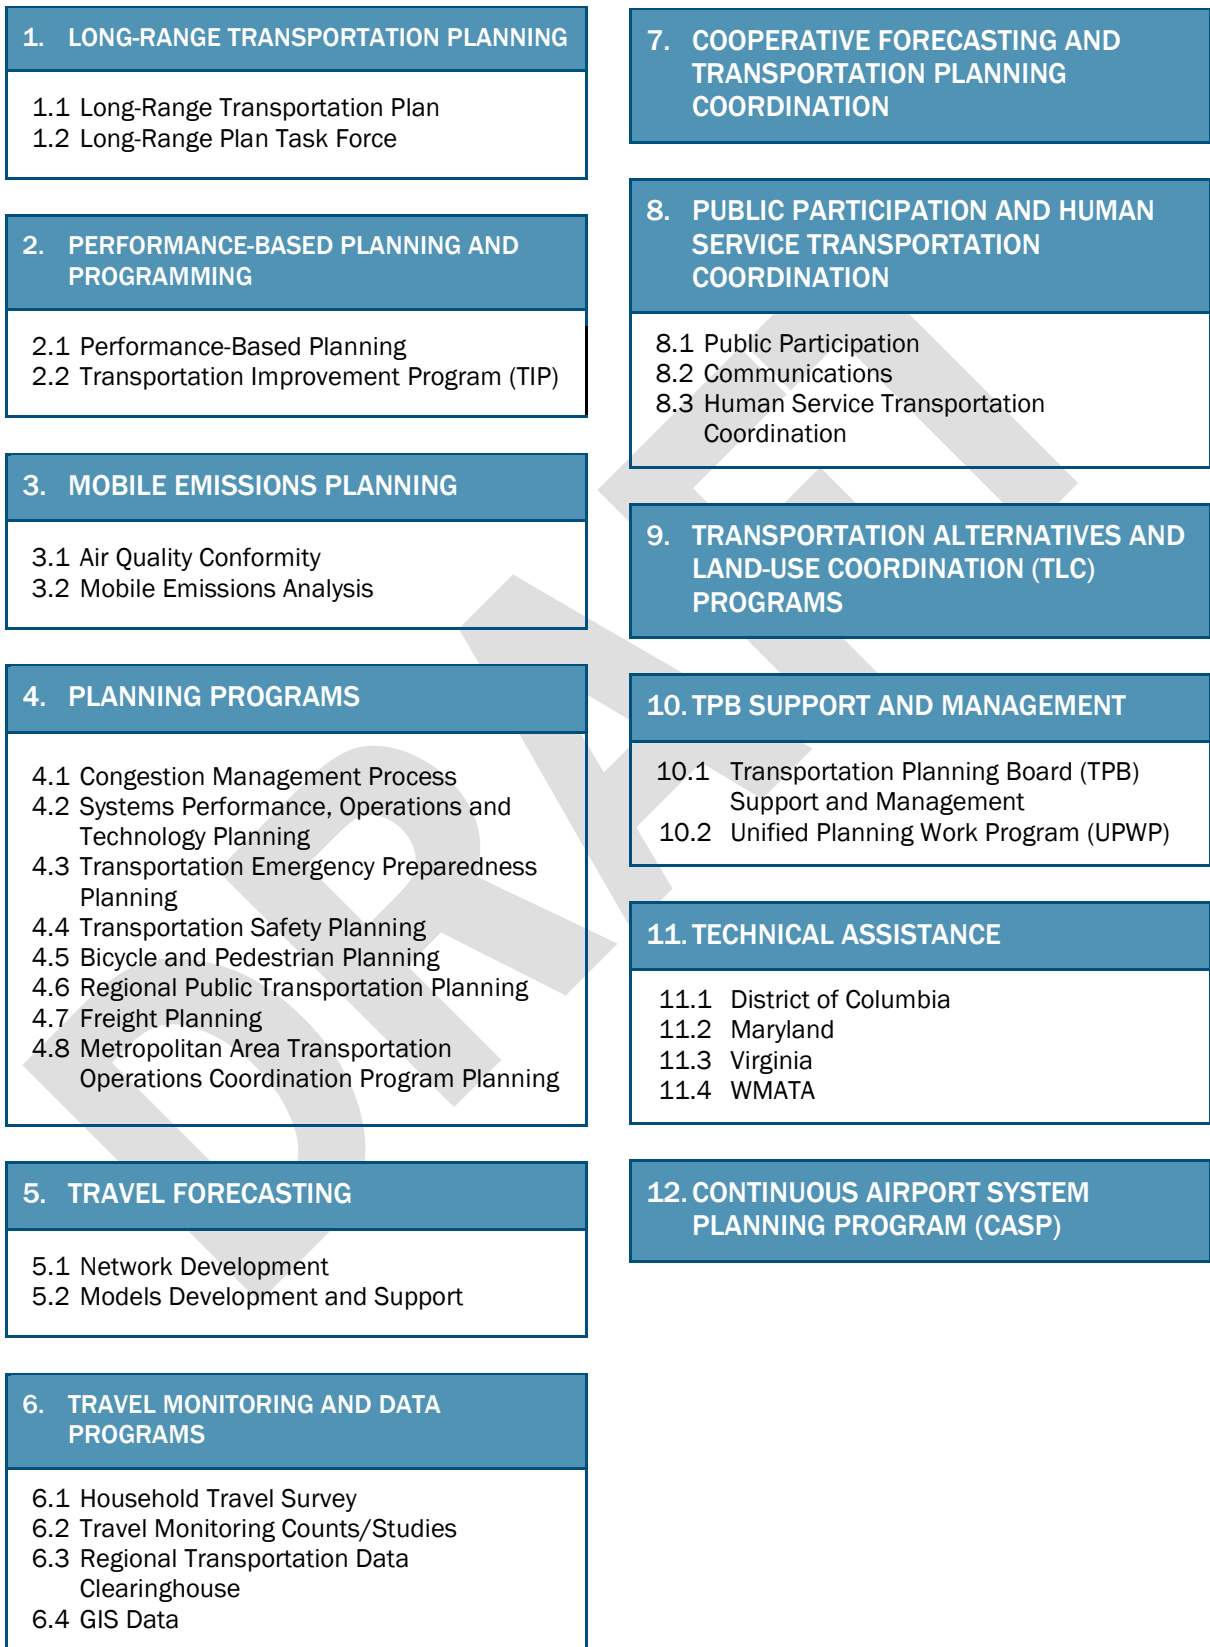 1. LONG-RANGE TRANSPORTATION PLANNING
1.1 Long-Range Transportation Plan
1.2 Long-Range Plan Task Force
2. PERFORMANCE-BASED PLANNING AND
PROGRAMMING
2.1 Performance-Based Planning
2.2 Transportation Improvement Program (TIP)
3. MOBILE EMISSIONS PLANNING
3.1 Air Quality Conformity
3.2 Mobile Emissions Analysis
4. PLANNING PROGRAMS
4.1 Congestion Management Process
4.2 Systems Performance, Operations and
Technology Planning
4.3 Transportation Emergency Preparedness
Planning
4.4 Transportation Safety Planning
4.5 Bicycle and Pedestrian Planning
4.6 Regional Public Transportation Planning
4.7 Freight Planning
4.8 Metropolitan Area Transportation
Operations Coordination Program Planning
5. TRAVEL FORECASTING
5.1 Network Development
5.2 Models Development and Support
6. TRAVEL MONITORING AND DATA
PROGRAMS
6.1 Household Travel Survey
6.2 Travel Monitoring Counts/Studies
6.3 Regional Transportation Data
Clearinghouse
6.4 GIS Data
7. COOPERATIVE FORECASTING AND
TRANSPORTATION PLANNING
COORDINATION
8. PUBLIC PARTICIPATION AND HUMAN
SERVICE TRANSPORTATION
COORDINATION
8.1 Public Participation
8.2 Communications
8.3 Human Service Transportation
Coordination
9. TRANSPORTATION ALTERNATIVES AND
LAND-USE COORDINATION (TLC)
PROGRAMS
10. TPB SUPPORT AND MANAGEMENT
10.1 Transportation Planning Board (TPB)
Support and Management
10.2 Unified Planning Work Program (UPWP)
11. TECHNICAL ASSISTANCE
11.1 District of Columbia
11.2 Maryland
11.3 Virginia
11.4 WMATA
12. CONTINUOUS AIRPORT SYSTEM
PLANNING PROGRAM (CASP)
DRAFT